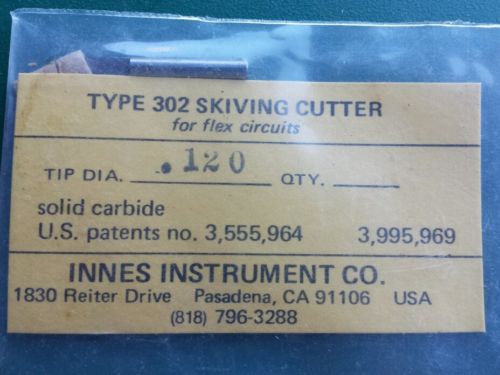 TYPE 302 SKIVING CUTTER
for flex circuits
TIP DIA. .120 QTY.
solid carbide
U.S. patents no. 3,555,964 3,995,969
INNES INSTRUMENT CO.
1830 Reiter Drive Pasadena, CA 91106 USA
(818) 796-3288